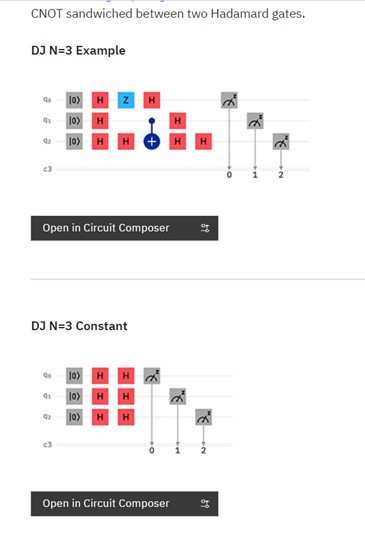 CNOT sandwiched between two Hadamard gates.
DJ N=3 Example
q0 |0⟩ H Z H z
q1 |0⟩ H H z
q2 |0⟩ H H + H H z
c3 0 1 2
Open in Circuit Composer
DJ N=3 Constant
q0 |0⟩ H H z
q1 |0⟩ H H z
q2 |0⟩ H H z
c3 0 1 2
Open in Circuit Composer